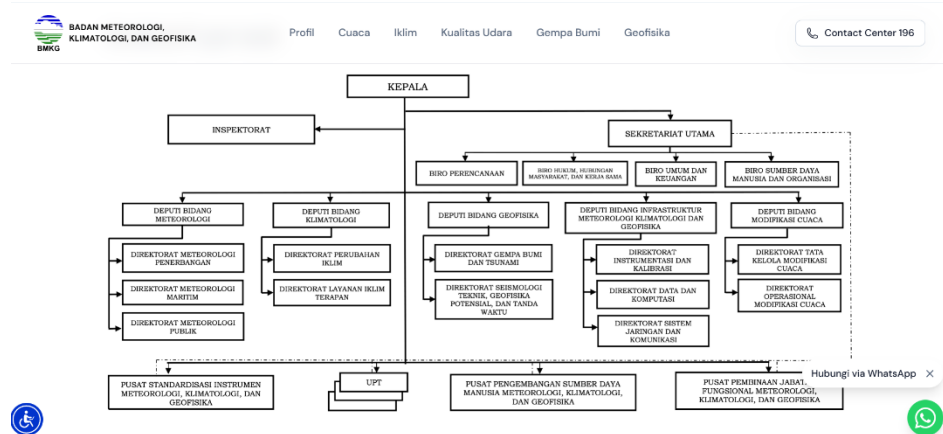 BADAN METEOROLOGI,
KLIMATOLOGI, DAN GEOFISIKA
BMKG
Profil
Cuaca
Iklim
Kualitas Udara
Gempa Bumi
Geofisika
Contact Center 196
KEPALA
INSPEKTORAT
SEKRETARIAT UTAMA
BIRO PERENCANAAN
BIRO HUKUM, HUBUNGAN
MASYARAKAT, DAN KERJA SAMA
BIRO UMUM DAN
KEUANGAN
BIRO SUMBER DAYA
MANUSIA DAN ORGANISASI
DEPUTI BIDANG
METEOROLOGI
DEPUTI BIDANG
KLIMATOLOGI
DEPUTI BIDANG GEOFISIKA
DEPUTI BIDANG INFRASTRUKTUR
METEOROLOGI KLIMATOLOGI DAN
GEOFISIKA
DEPUTI BIDANG
MODIFIKASI CUACA
DIREKTORAT METEOROLOGI
PENERBANGAN
DIREKTORAT METEOROLOGI
MARITIM
DIREKTORAT METEOROLOGI
PUBLIK
DIREKTORAT PERUBAHAN
IKLIM
DIREKTORAT LAYANAN IKLIM
TERAPAN
DIREKTORAT GEMPA BUMI
DAN TSUNAMI
DIREKTORAT SEISMOLOGI
TEKNIK, GEOFISIKA
POTENSIAL, DAN TANDA
WAKTU
DIREKTORAT
INSTRUMENTASI DAN
KALIBRASI
DIREKTORAT DATA DAN
KOMPUTASI
DIREKTORAT SISTEM
JARINGAN DAN
KOMUNIKASI
DIREKTORAT TATA
KELOLA MODIFIKASI
CUACA
DIREKTORAT
OPERASIONAL
MODIFIKASI CUACA
PUSAT STANDARDISASI INSTRUMEN
METEOROLOGI, KLIMATOLOGI, DAN
GEOFISIKA
UPT
PUSAT PENGEMBANGAN SUMBER DAYA
MANUSIA METEOROLOGI, KLIMATOLOGI,
DAN GEOFISIKA
PUSAT PEMBINAAN
FUNGSIONAL METEOROLOGI,
KLIMATOLOGI, DAN GEOFISIKA
Hubungi via WhatsApp